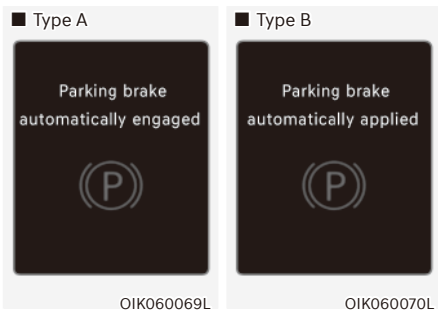 ■ Type A
Parking brake
automatically engaged
P
OIK060069L
■ Type B
Parking brake
automatically applied
P
OIK060070L